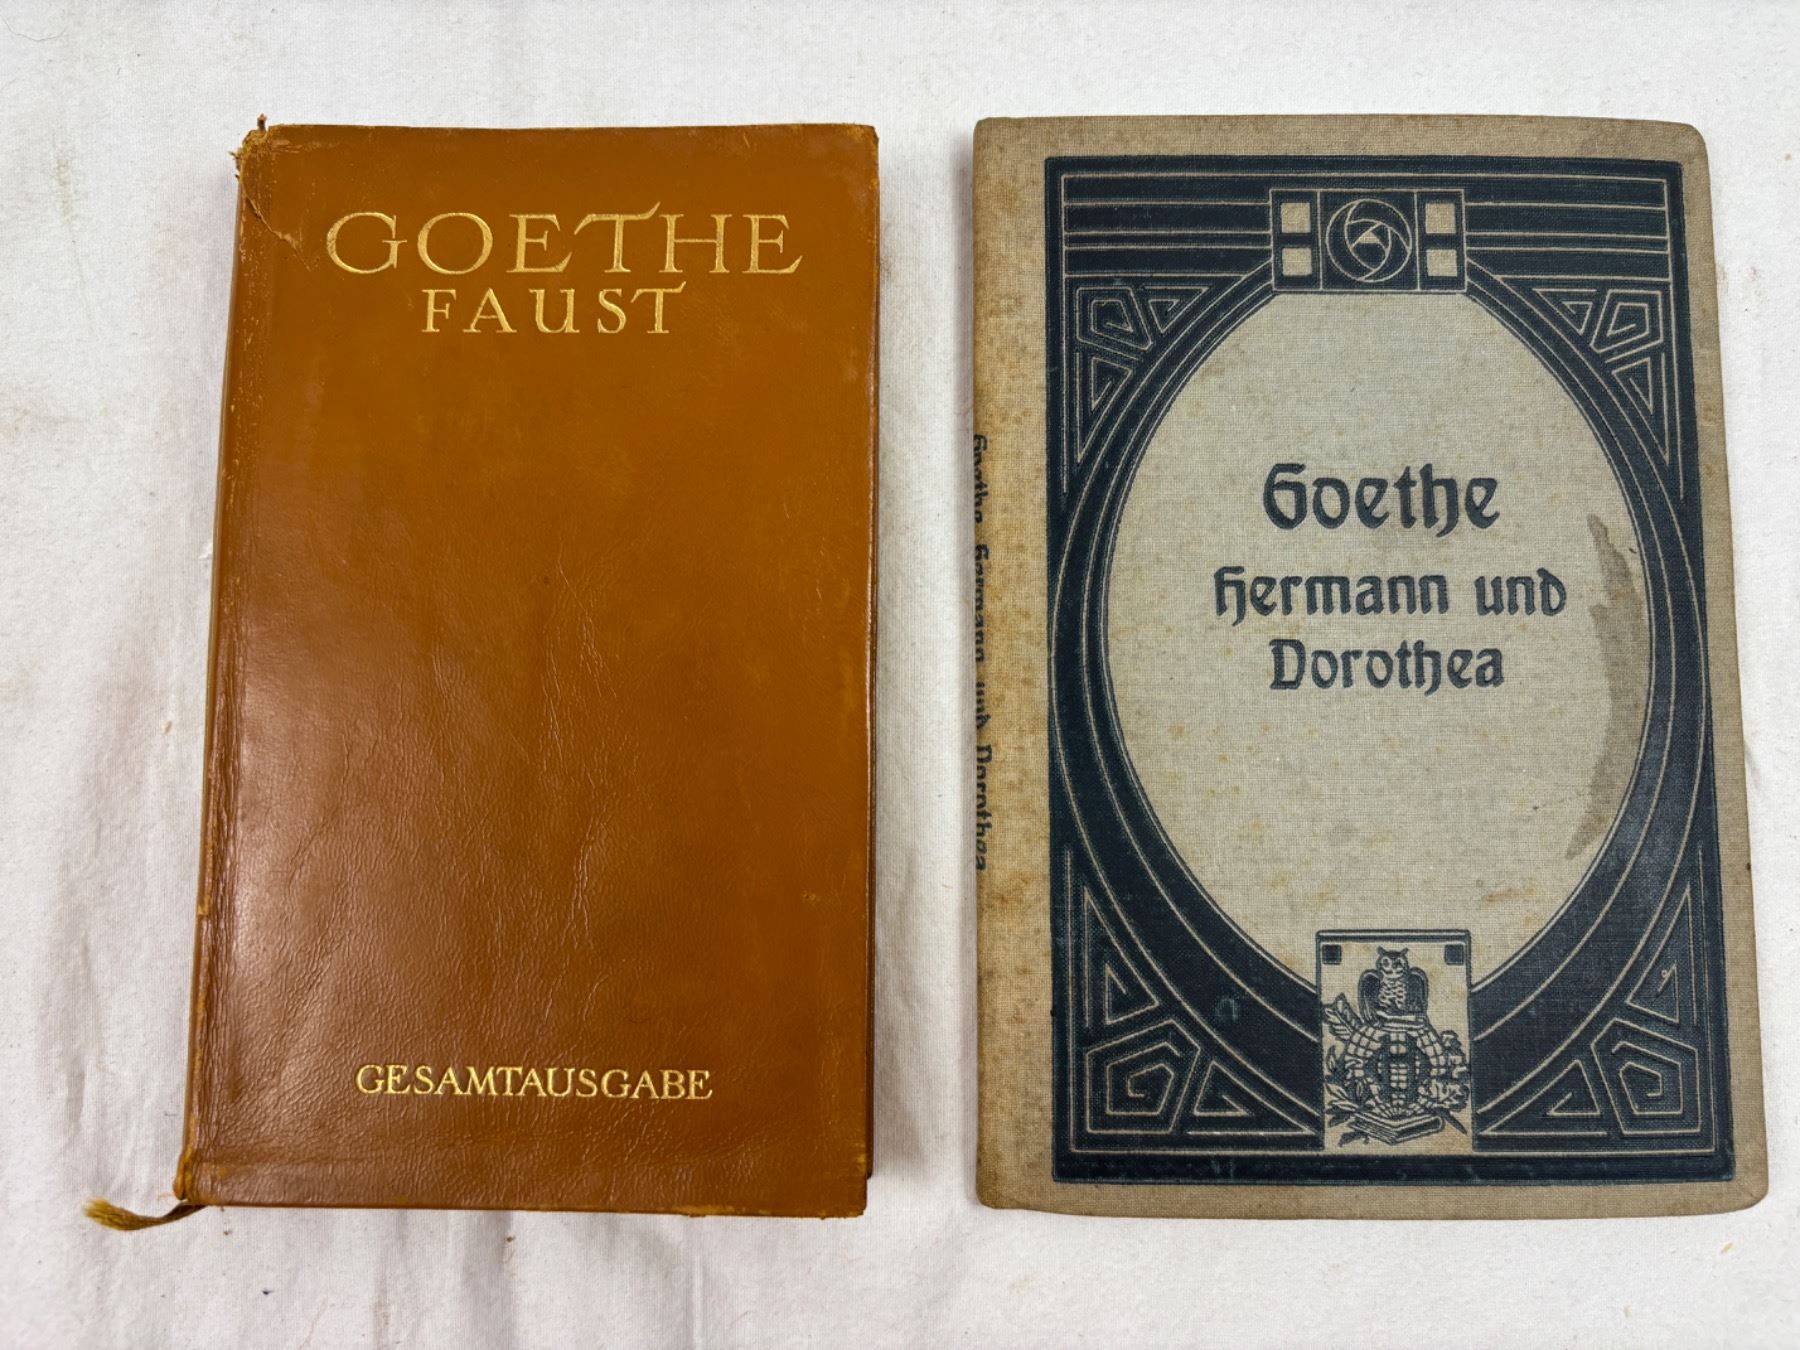 GOETHE
FAUST
GESAMTAUSGABE
Goethe Hermann und Dorothea
Goethe
Hermann und
Dorothea